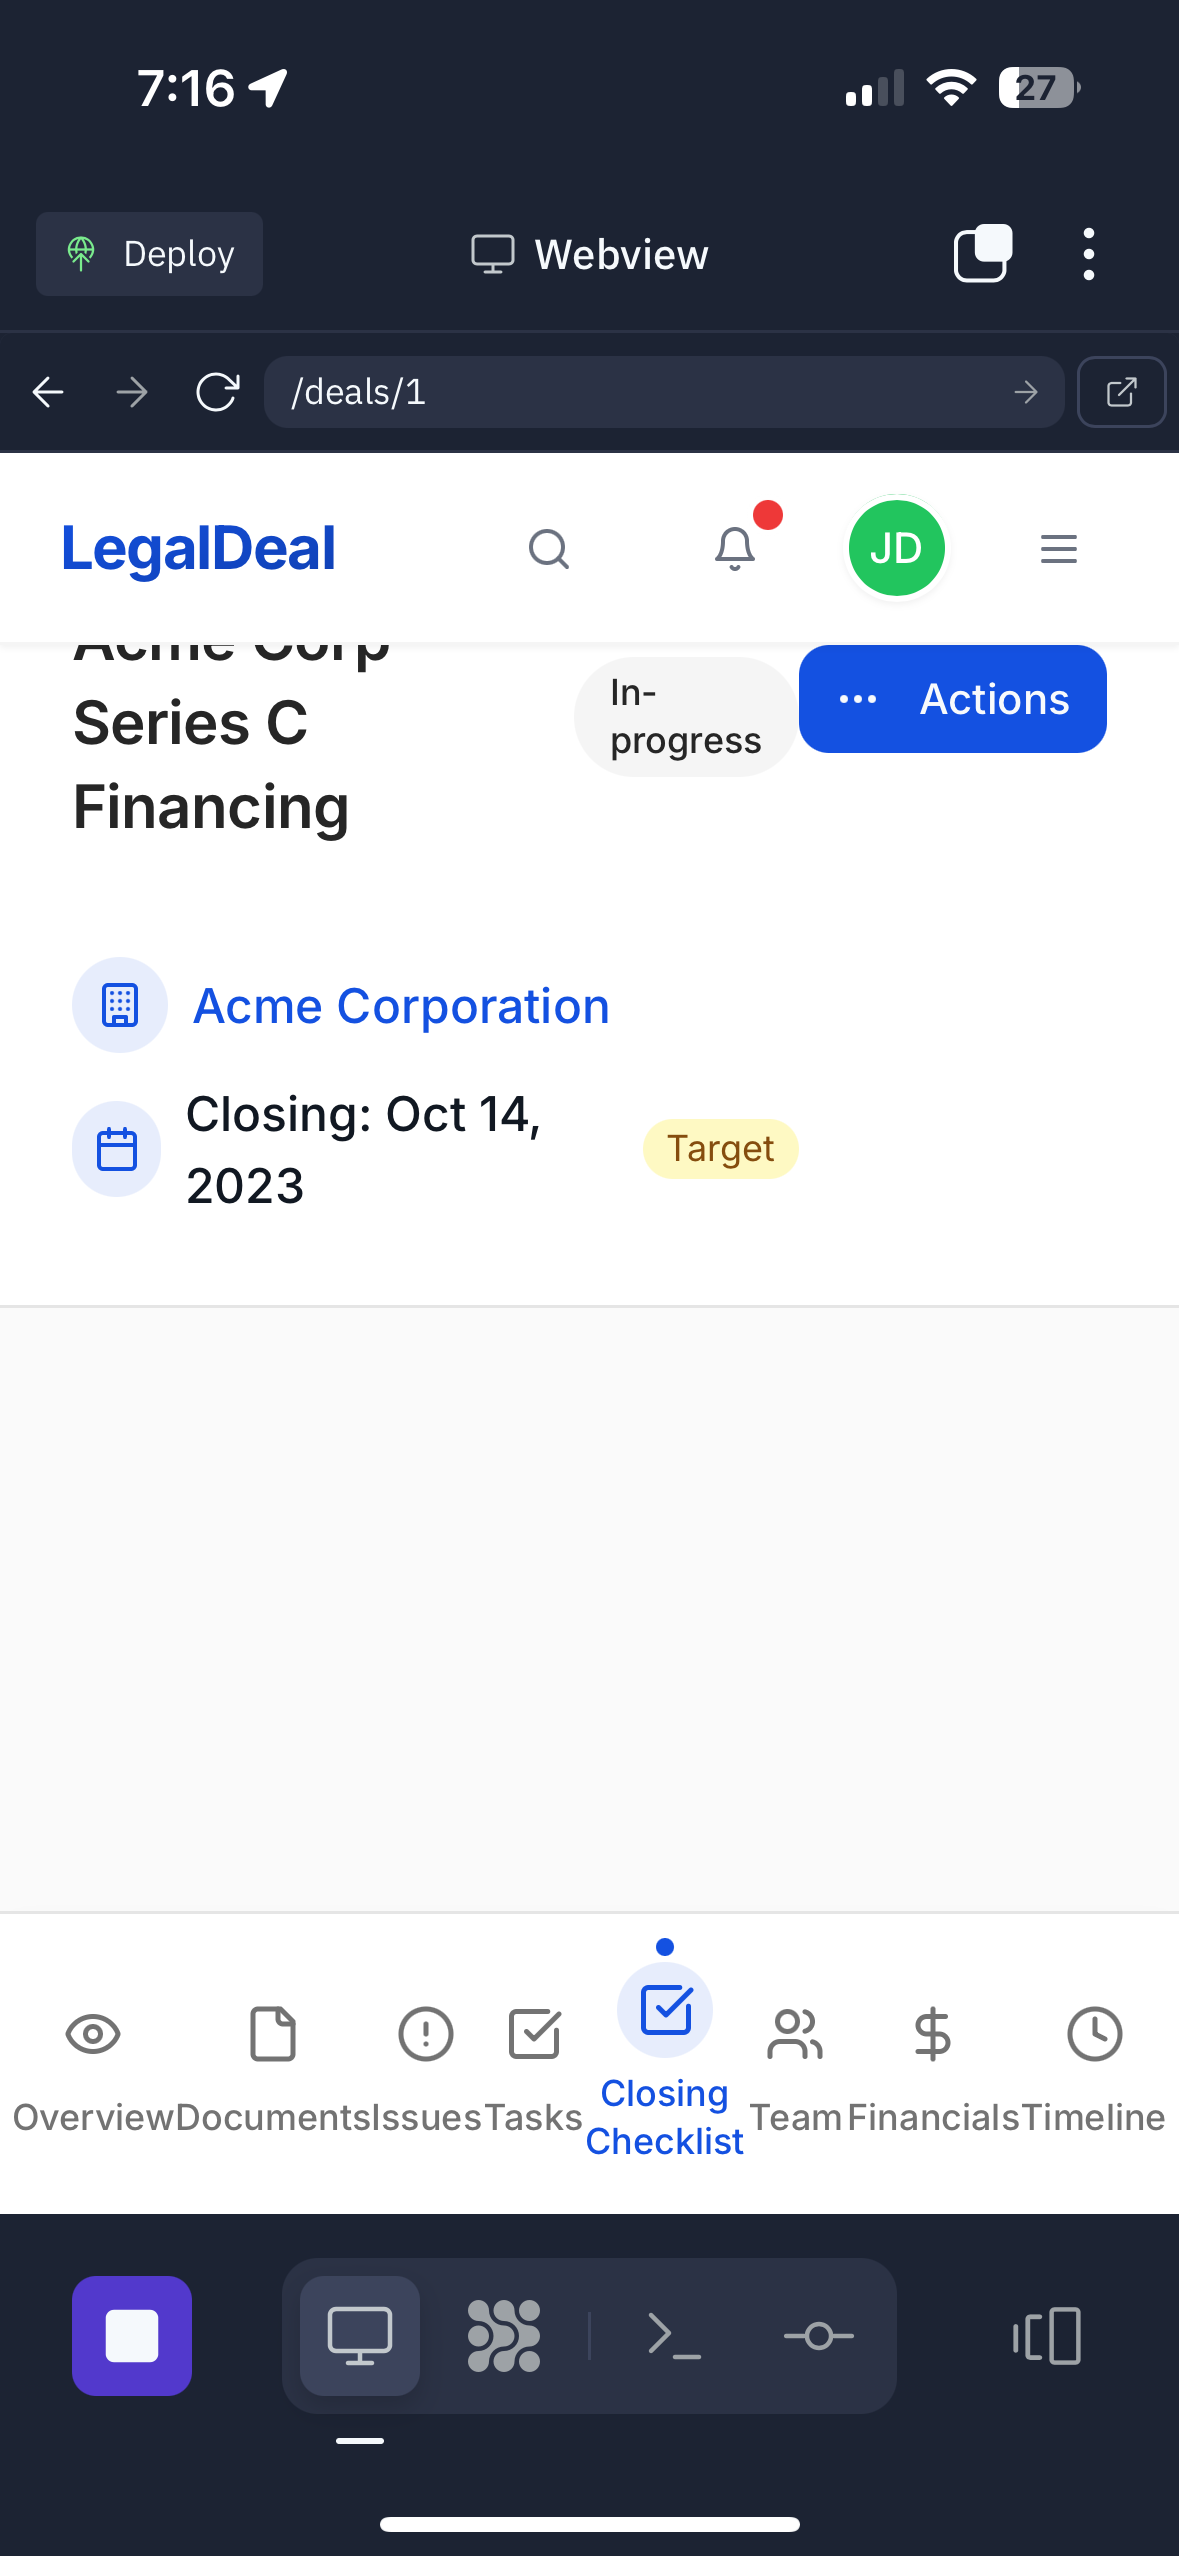 7:16
27
Deploy
Webview
/deals/1
LegalDeal
JD
Acme Corp
Series C
Financing
In-
progress
Actions
Acme Corporation
Closing: Oct 14,
2023
Target
Overview
Documents
Issues
Tasks
Closing
Checklist
Team
Financials
Timeline